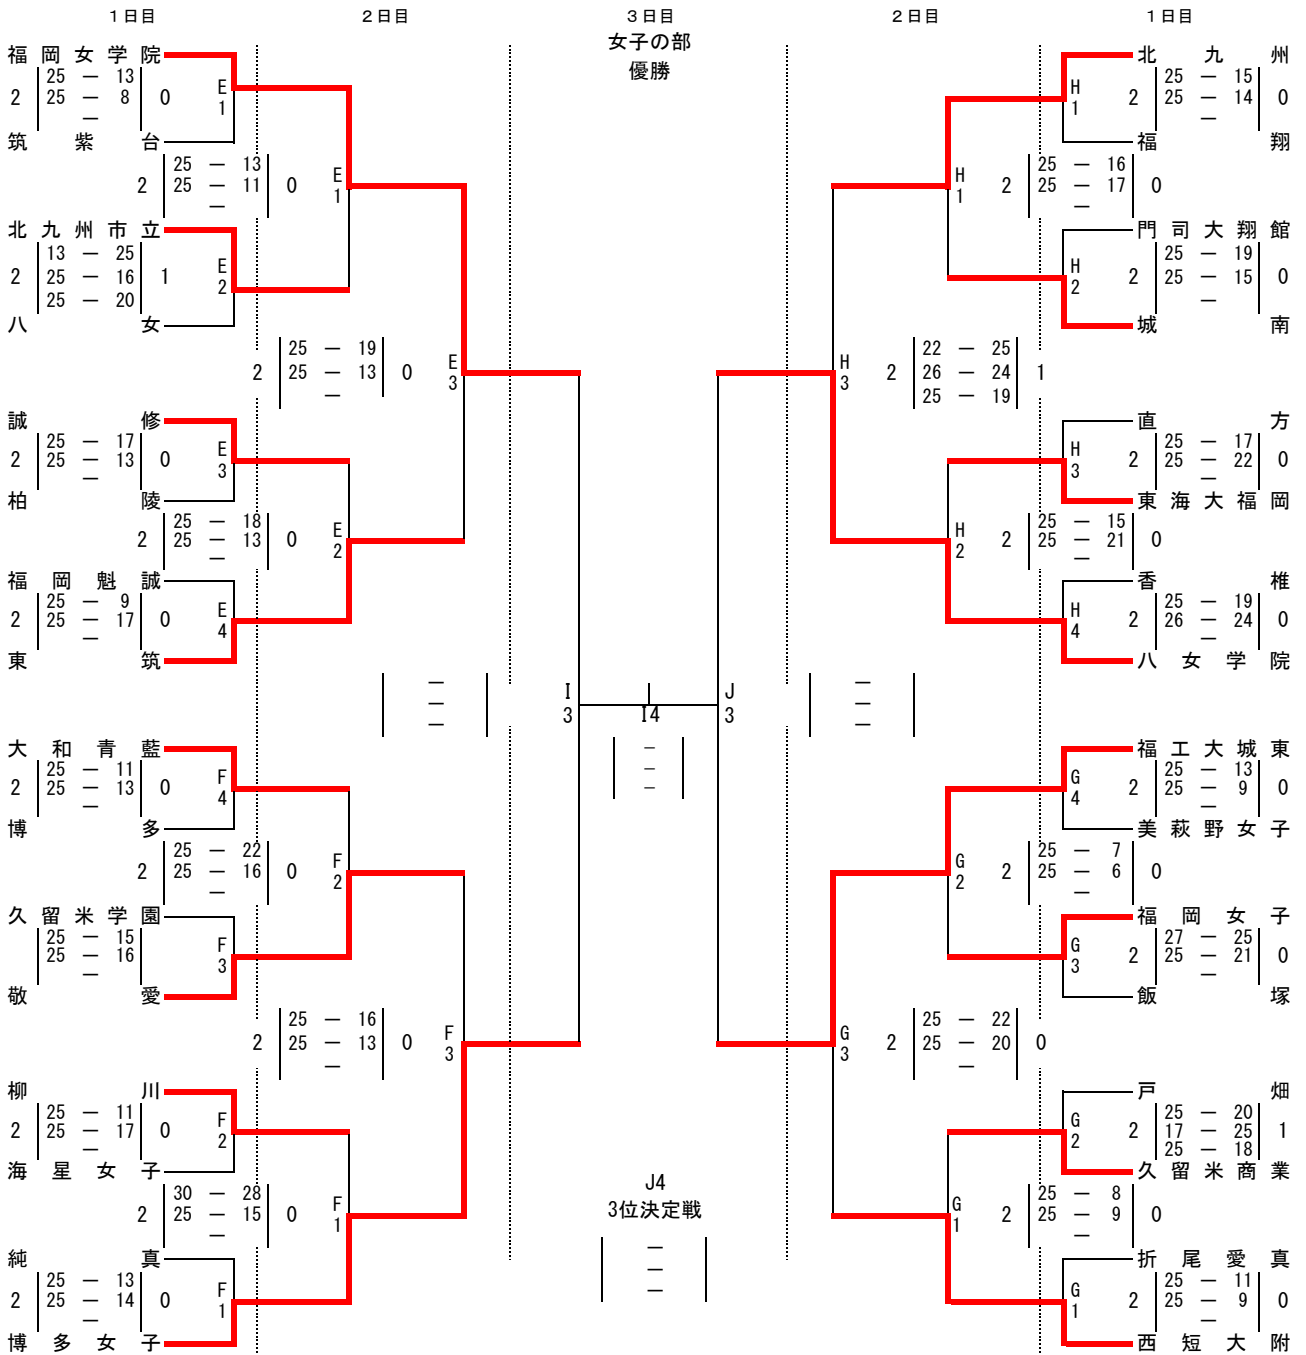 １日目 ２日目 ３日目 ２日目 １日目
女子の部
優勝
福岡女学院
2 25 — 13 0 E1
25 — 8
—
筑紫台
2 25 — 13 0 E1
25 — 11
—
北九州市立
2 13 — 25 1 E2
25 — 16
25 — 20
八女
2 25 — 19 0 E3
25 — 13
—
誠修
2 25 — 17 0 E3
25 — 13
—
柏陵
2 25 — 18 0 E2
25 — 13
—
福岡魁誠
2 25 — 9 0 E4
25 — 17
—
東筑
—
—
—
I3
大和青藍
2 25 — 11 0 F4
25 — 13
—
博多
2 25 — 22 0 F2
25 — 16
—
久留米学園
25 — 15 F3
25 — 16
—
敬愛
2 25 — 16 0 F3
25 — 13
—
柳川
2 25 — 11 0 F2
25 — 17
—
海星女子
2 30 — 28 0 F1
25 — 15
—
純真
2 25 — 13 0 F1
25 — 14
—
博多女子
I4
—
—
—
J4
3位決定戦
—
—
—
北九州
H1 2 25 — 15 0
25 — 14
—
福翔
H1 2 25 — 16 0
25 — 17
—
門司大翔館
H2 2 25 — 19 0
25 — 15
—
城南
H3 2 22 — 25 1
26 — 24
25 — 19
直方
H3 2 25 — 17 0
25 — 22
—
東海大福岡
H2 2 25 — 15 0
25 — 21
—
香椎
H4 2 25 — 19 0
26 — 24
—
八女学院
J3
—
—
—
福工大城東
G4 2 25 — 13 0
25 — 9
—
美萩野女子
G2 2 25 — 7 0
25 — 6
—
福岡女子
G3 2 27 — 25 0
25 — 21
—
飯塚
G3 2 25 — 22 0
25 — 20
—
戸畑
G2 2 25 — 20 1
17 — 25
25 — 18
久留米商業
G1 2 25 — 8 0
25 — 9
—
折尾愛真
G1 2 25 — 11 0
25 — 9
—
西短大附